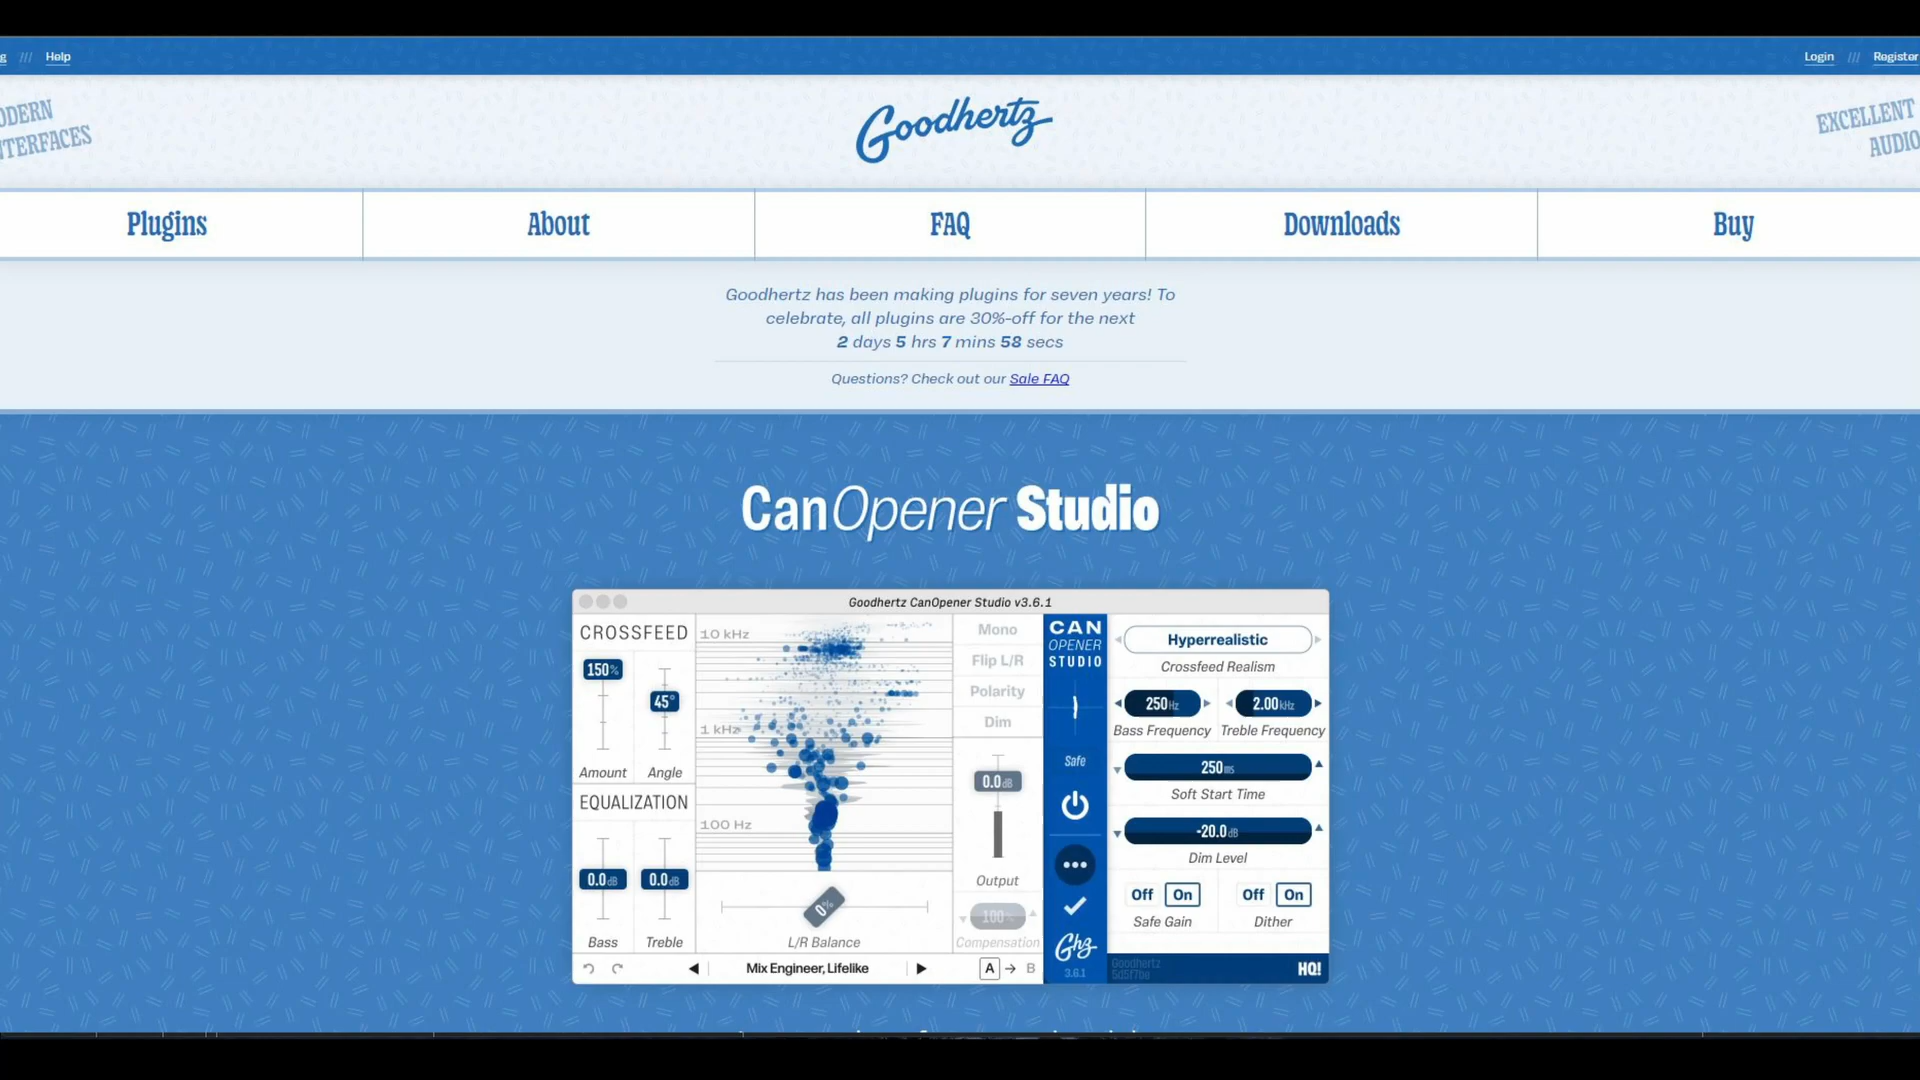 Help
///
Login /// Register
INTERFACES
Goodhertz
EXCELLENT
AUDIO
Plugins
About
FAQ
Downloads
Buy
Goodhertz has been making plugins for seven years! To
celebrate, all plugins are 30%-off for the next
2 days 5 hrs 7 mins 58 secs
Questions? Check out our Sale FAQ
CanOpener Studio
Goodhertz CanOpener Studio v3.6.1
CROSSFEED
150%
45°
Amount
Angle
EQUALIZATION
0.0dB
0.0dB
Bass
Treble
10 kHz
1 kHz
100 Hz
0%
L/R Balance
Mono
Flip L/R
Polarity
Dim
0.0dB
Output
100%
Compensation
Mix Engineer, Lifelike
A → B
CAN
OPENER
STUDIO
Safe
Ghz
3.6.1
Hyperrealistic
Crossfeed Realism
250Hz
2.00kHz
Bass Frequency
Treble Frequency
250ms
Soft Start Time
-20.0dB
Dim Level
Off On
Off On
Safe Gain
Dither
Goodhertz
5d5f7be
HQ!